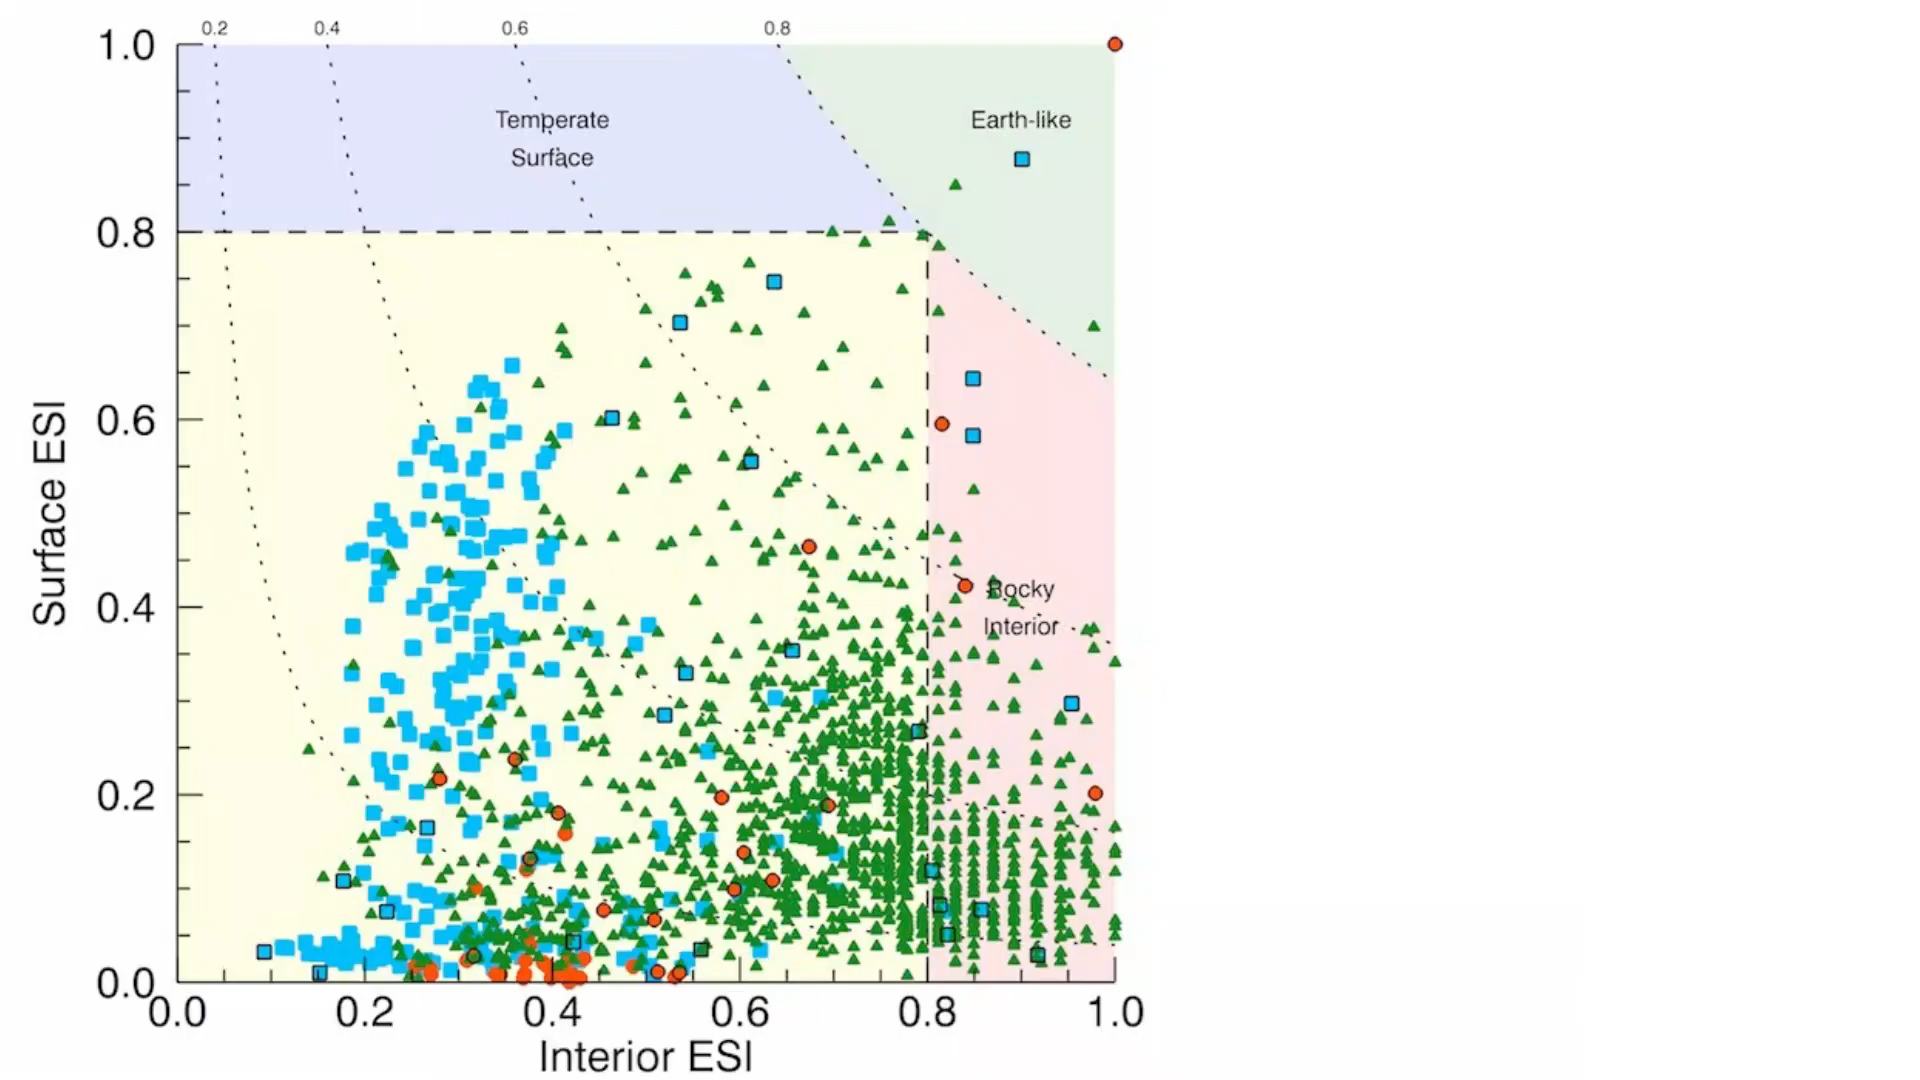 0.2 0.4 0.6 0.8
1.0
Temperate
Surface
Earth-like
0.8
0.6
Surface ESI
0.4
Rocky
Interior
0.2
0.0
0.0 0.2 0.4 0.6 0.8 1.0
Interior ESI